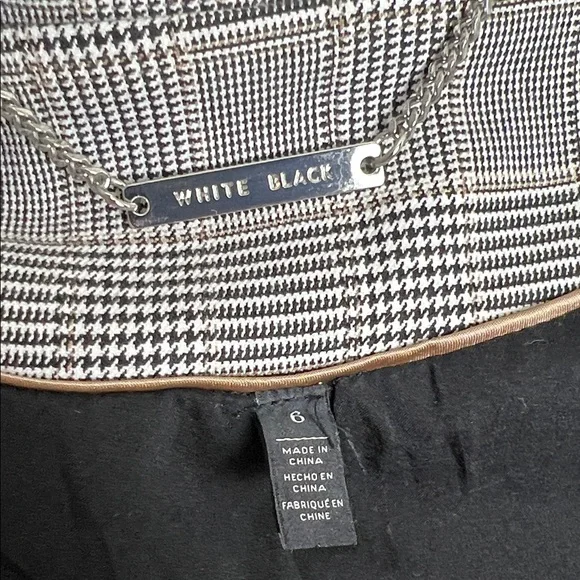 WHITE BLACK
6
MADE IN
CHINA
HECHO EN
CHINA
FABRIQUÉ EN
CHINE